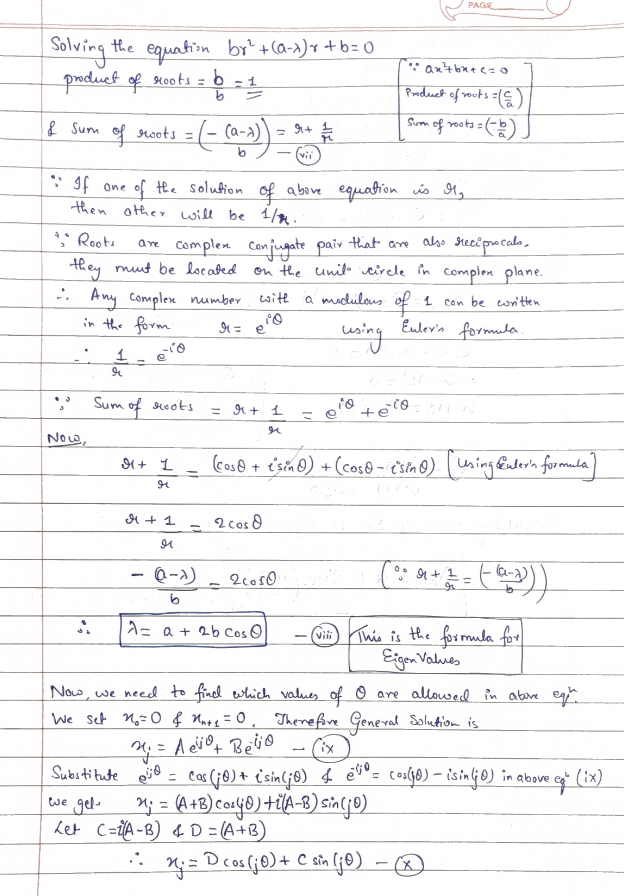 PAGE
Solving the equation br² + (a-λ)r + b = 0
product of roots = b/b = 1
[∵ ax²+bx+c=0
Product of roots = (c/a)
Sum of roots = (-b/a)]
& Sum of roots = (-(a-λ)/b) = r + 1/r — (vii)
∵ If one of the solution of above equation is r,
then other will be 1/r.
∵ Roots are complex conjugate pair that are also reciprocals.
they must be located on the unit circle in complex plane.
∴ Any complex number with a modulous of 1 can be written
in the form r = e^iθ using Euler's formula.
∴ 1/r = e^-iθ
∵ Sum of roots = r + 1/r = e^iθ + e^-iθ
Now,
r + 1/r = (cosθ + i sinθ) + (cosθ - i sinθ) [Using Euler's formula]
r + 1/r = 2cosθ
-(a-λ)/b = 2cosθ (∵ r + 1/r = (-(a-λ)/b))
∴ λ = a + 2b Cosθ — (viii) This is the formula for
Eigen Values
Now, we need to find which values of θ are allowed in above eqⁿ.
We set x₀=0 & xₙ₊₁=0. Therefore General Solution is
xⱼ = A e^ijθ + B e^-ijθ — (ix)
Substitute e^ijθ = cos(jθ) + i sin(jθ) & e^-ijθ = cos(jθ) - i sin(jθ) in above eqⁿ (ix)
we get xⱼ = (A+B)cos(jθ) + i(A-B) sin(jθ)
Let C = i(A-B) & D = (A+B)
∴ xⱼ = D cos(jθ) + C sin(jθ) — (x)